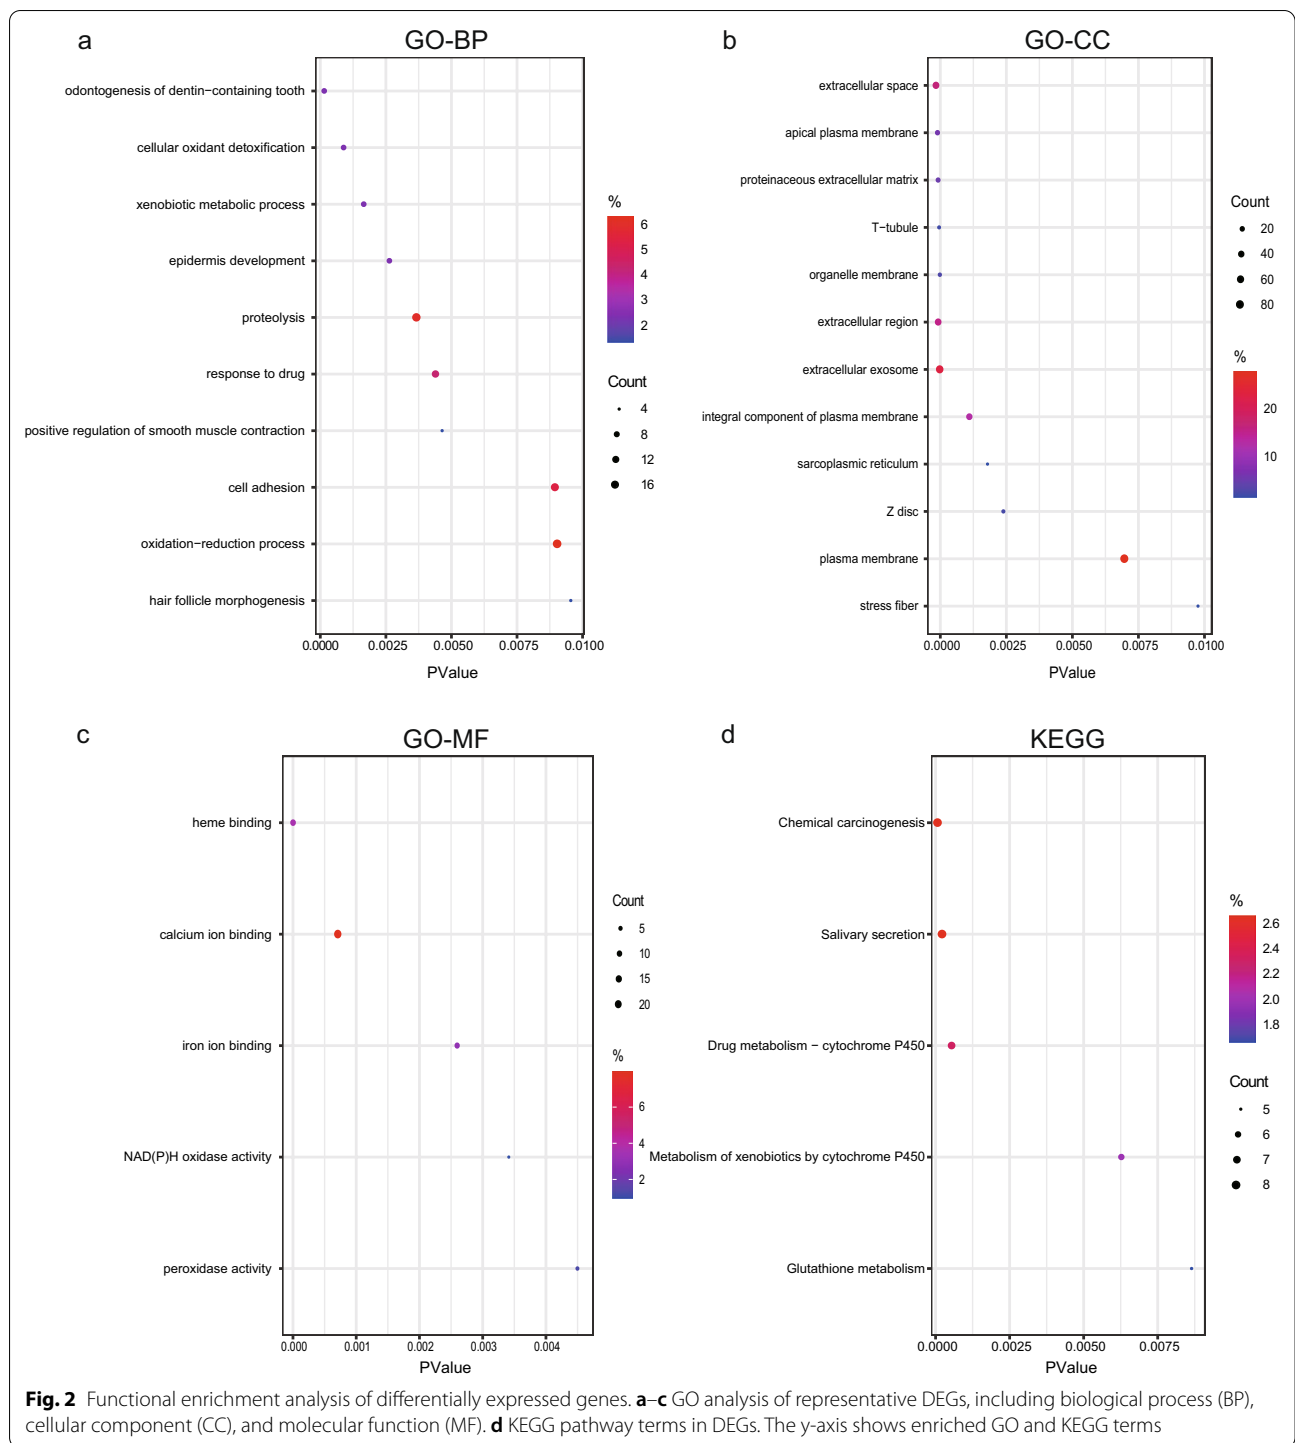 a
GO-BP
odontogenesis of dentin−containing tooth
cellular oxidant detoxification
xenobiotic metabolic process
epidermis development
proteolysis
response to drug
positive regulation of smooth muscle contraction
cell adhesion
oxidation−reduction process
hair follicle morphogenesis
0.0000 0.0025 0.0050 0.0075 0.0100
PValue
%
6
5
4
3
2
Count
4
8
12
16
b
GO-CC
extracellular space
apical plasma membrane
proteinaceous extracellular matrix
T−tubule
organelle membrane
extracellular region
extracellular exosome
integral component of plasma membrane
sarcoplasmic reticulum
Z disc
plasma membrane
stress fiber
0.0000 0.0025 0.0050 0.0075 0.0100
PValue
Count
20
40
60
80
%
20
10
c
GO-MF
heme binding
calcium ion binding
iron ion binding
NAD(P)H oxidase activity
peroxidase activity
0.000 0.001 0.002 0.003 0.004
PValue
Count
5
10
15
20
%
6
4
2
d
KEGG
Chemical carcinogenesis
Salivary secretion
Drug metabolism − cytochrome P450
Metabolism of xenobiotics by cytochrome P450
Glutathione metabolism
0.0000 0.0025 0.0050 0.0075
PValue
%
2.6
2.4
2.2
2.0
1.8
Count
5
6
7
8
Fig. 2 Functional enrichment analysis of differentially expressed genes. a–c GO analysis of representative DEGs, including biological process (BP),
cellular component (CC), and molecular function (MF). d KEGG pathway terms in DEGs. The y-axis shows enriched GO and KEGG terms